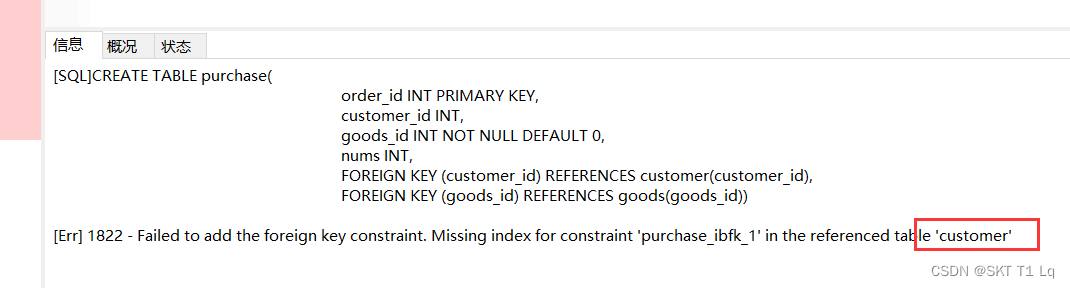 信息 概况 状态
[SQL]CREATE TABLE purchase(
order_id INT PRIMARY KEY,
customer_id INT,
goods_id INT NOT NULL DEFAULT 0,
nums INT,
FOREIGN KEY (customer_id) REFERENCES customer(customer_id),
FOREIGN KEY (goods_id) REFERENCES goods(goods_id))
[Err] 1822 - Failed to add the foreign key constraint. Missing index for constraint 'purchase_ibfk_1' in the referenced table 'customer'
CSDN @SKT T1 Lq